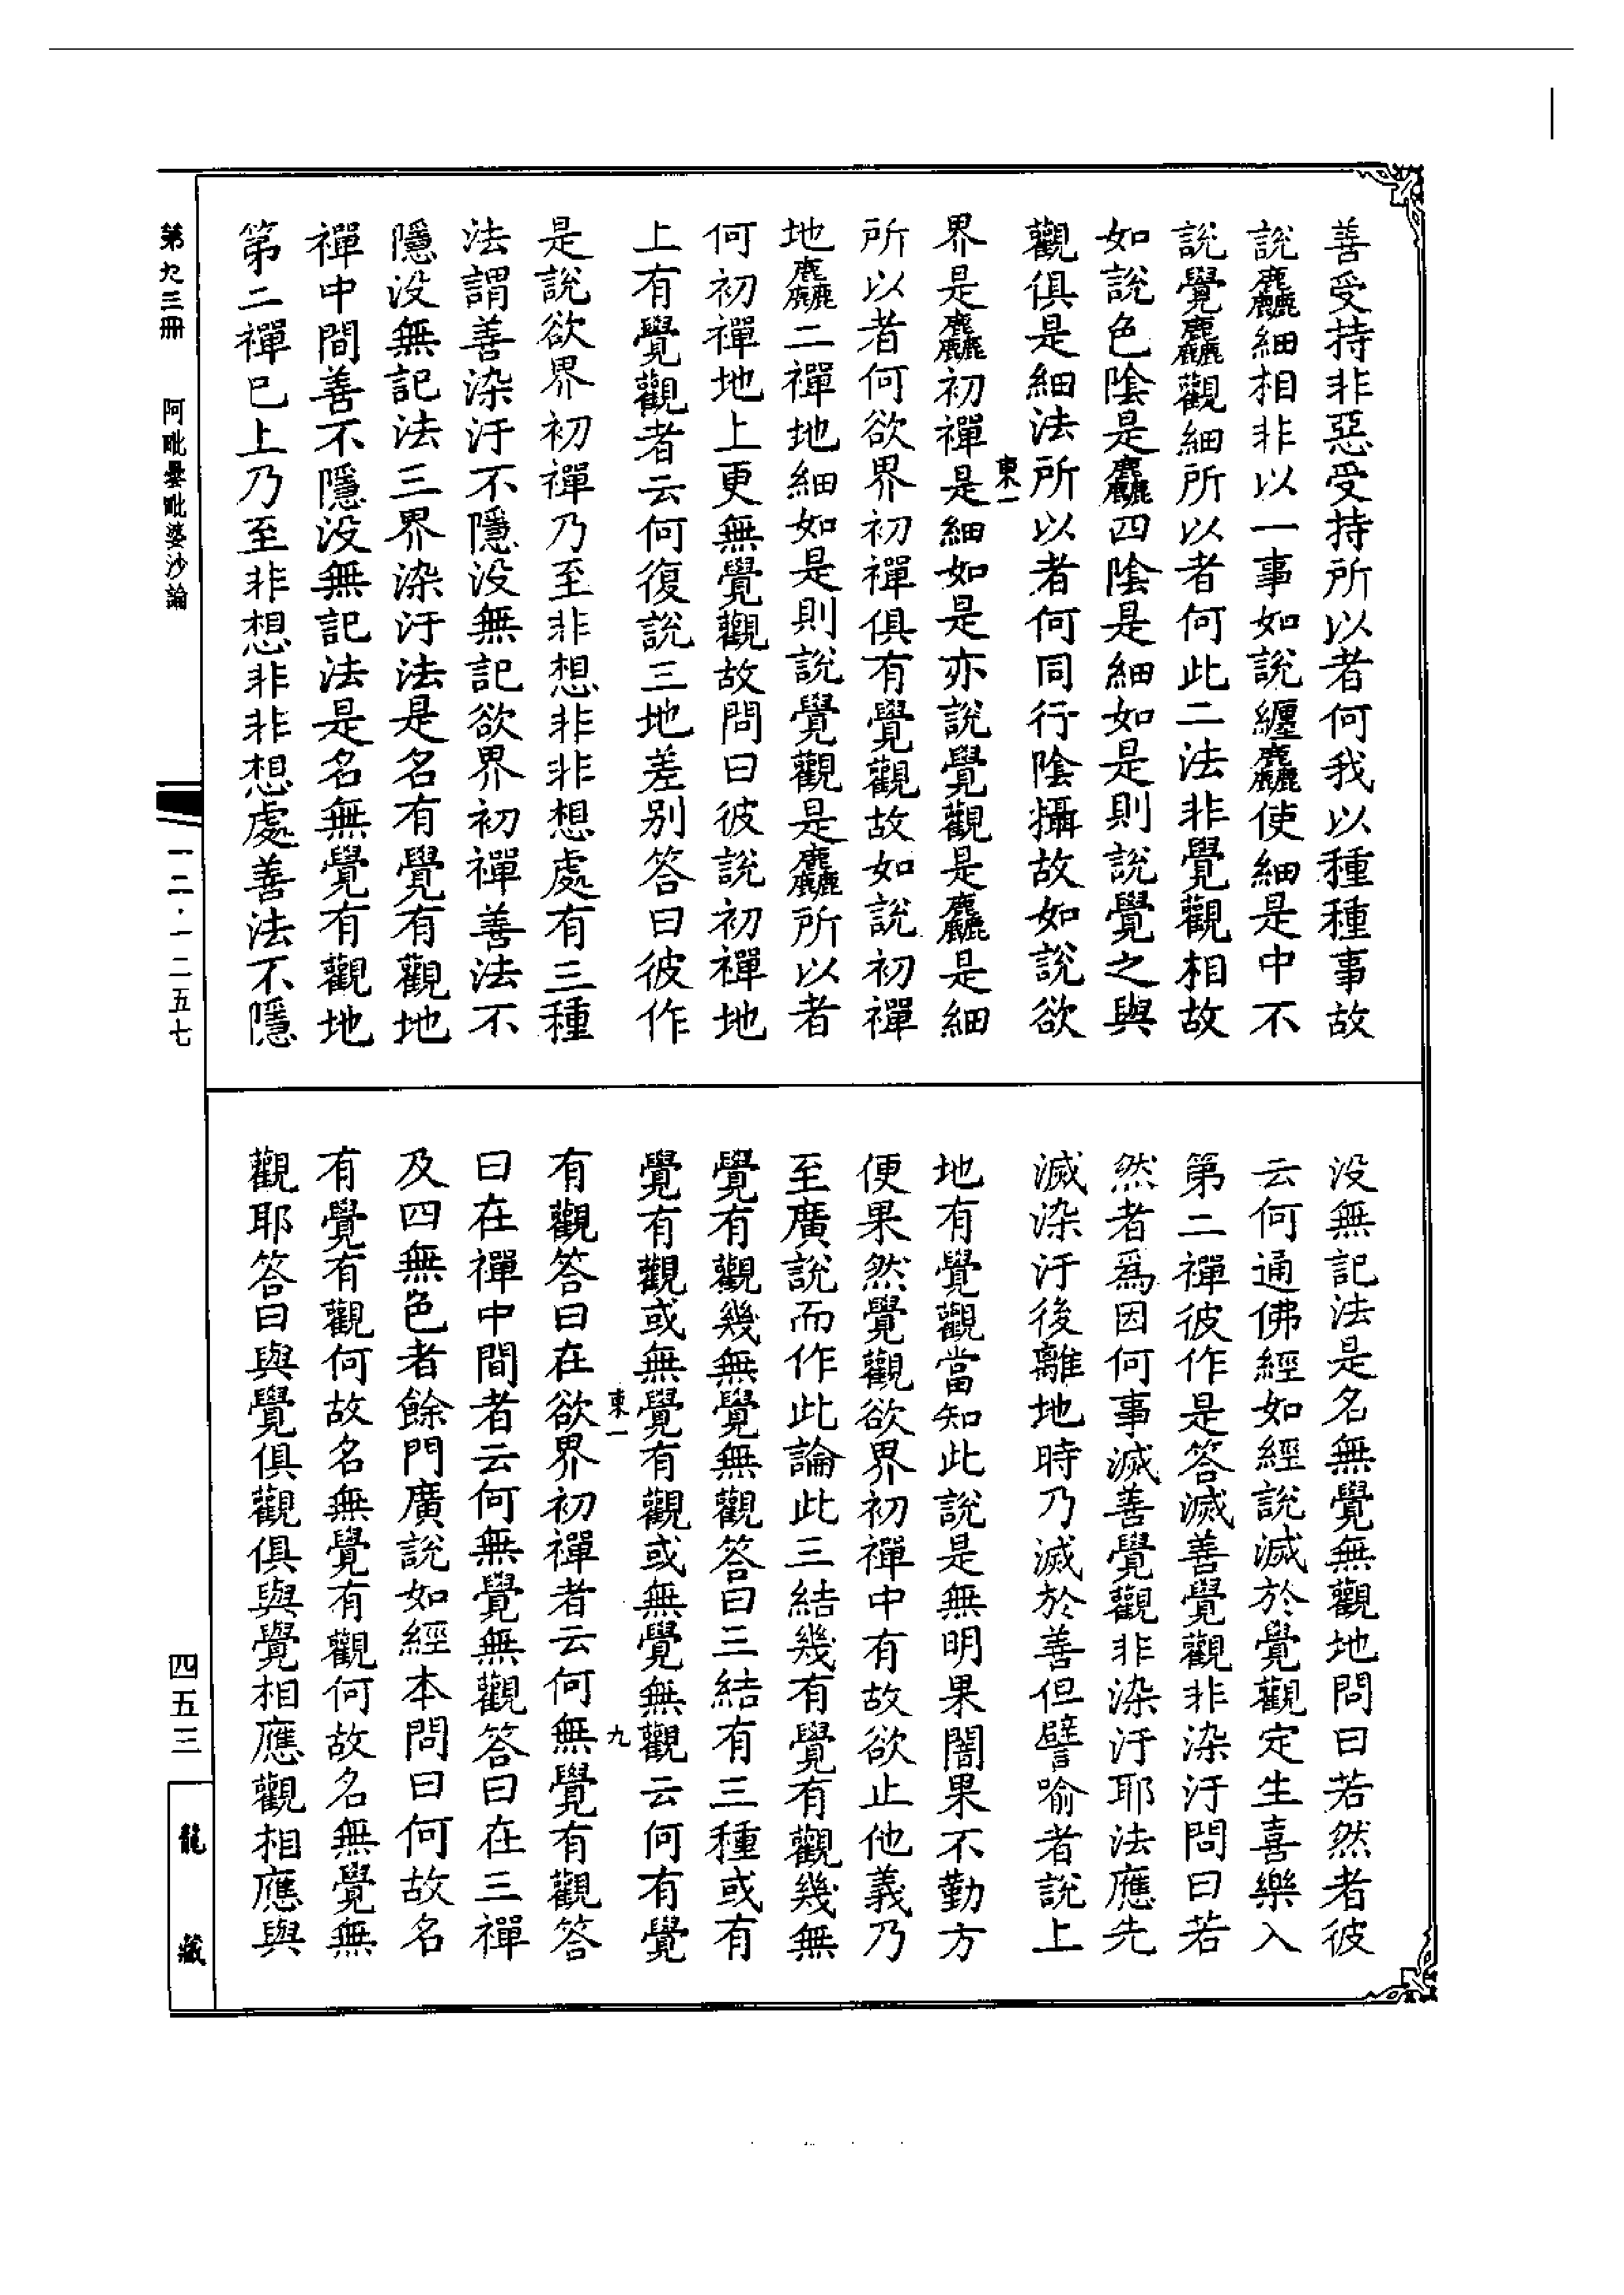 善受持非惡受持所以者何我以種種事故
說麤細相非以一事如說纏麤使細是中不
說覺麤觀細所以者何此二法非覺觀相故
如說色陰是麤四陰是細如是則說覺之與
觀俱是細法所以者何同行陰攝故如說欲
東一
界是麤初禪是細如是亦說覺觀是麤是細
所以者何欲界初禪俱有覺觀故如說初禪
地麤二禪地細如是則說覺觀是麤所以者
何初禪地上更無覺觀故問曰彼說初禪地
上有覺觀者云何復說三地差別答曰彼作
是說欲界初禪乃至非想非非想處有三種
法謂善染汙不隱没無記欲界初禪善法不
隱没無記法三界染汙法是名有覺有觀地
禪中間善不隱没無記法是名無覺有觀地
第二禪已上乃至非想非非想處善法不隱
没無記法是名無覺無觀地問曰若然者彼
云何通佛經如經說滅於覺觀定生喜樂入
第二禪彼作是答滅善覺觀非染汙問曰若
然者爲因何事滅善覺觀非染汙耶法應先
滅染汙後離地時乃滅於善但譬喻者說上
地有覺觀當知此說是無明果闇果不勤方
便果然覺觀欲界初禪中有故欲止他義乃
至廣說而作此論此三結幾有覺有觀幾無
覺有觀幾無覺無觀答曰三結有三種或有
覺有觀或無覺有觀或無覺無觀云何有覺
東一
九
有觀答曰在欲界初禪者云何無覺有觀答
曰在禪中間者云何無覺無觀答曰在三禪
及四無色者餘門廣說如經本問曰何故名
有覺有觀何故名無覺有觀何故名無覺無
觀耶答曰與覺俱觀俱與覺相應觀相應與
第九三冊
阿毗曇毗婆沙論
一二·一二五七
四五三
龍藏